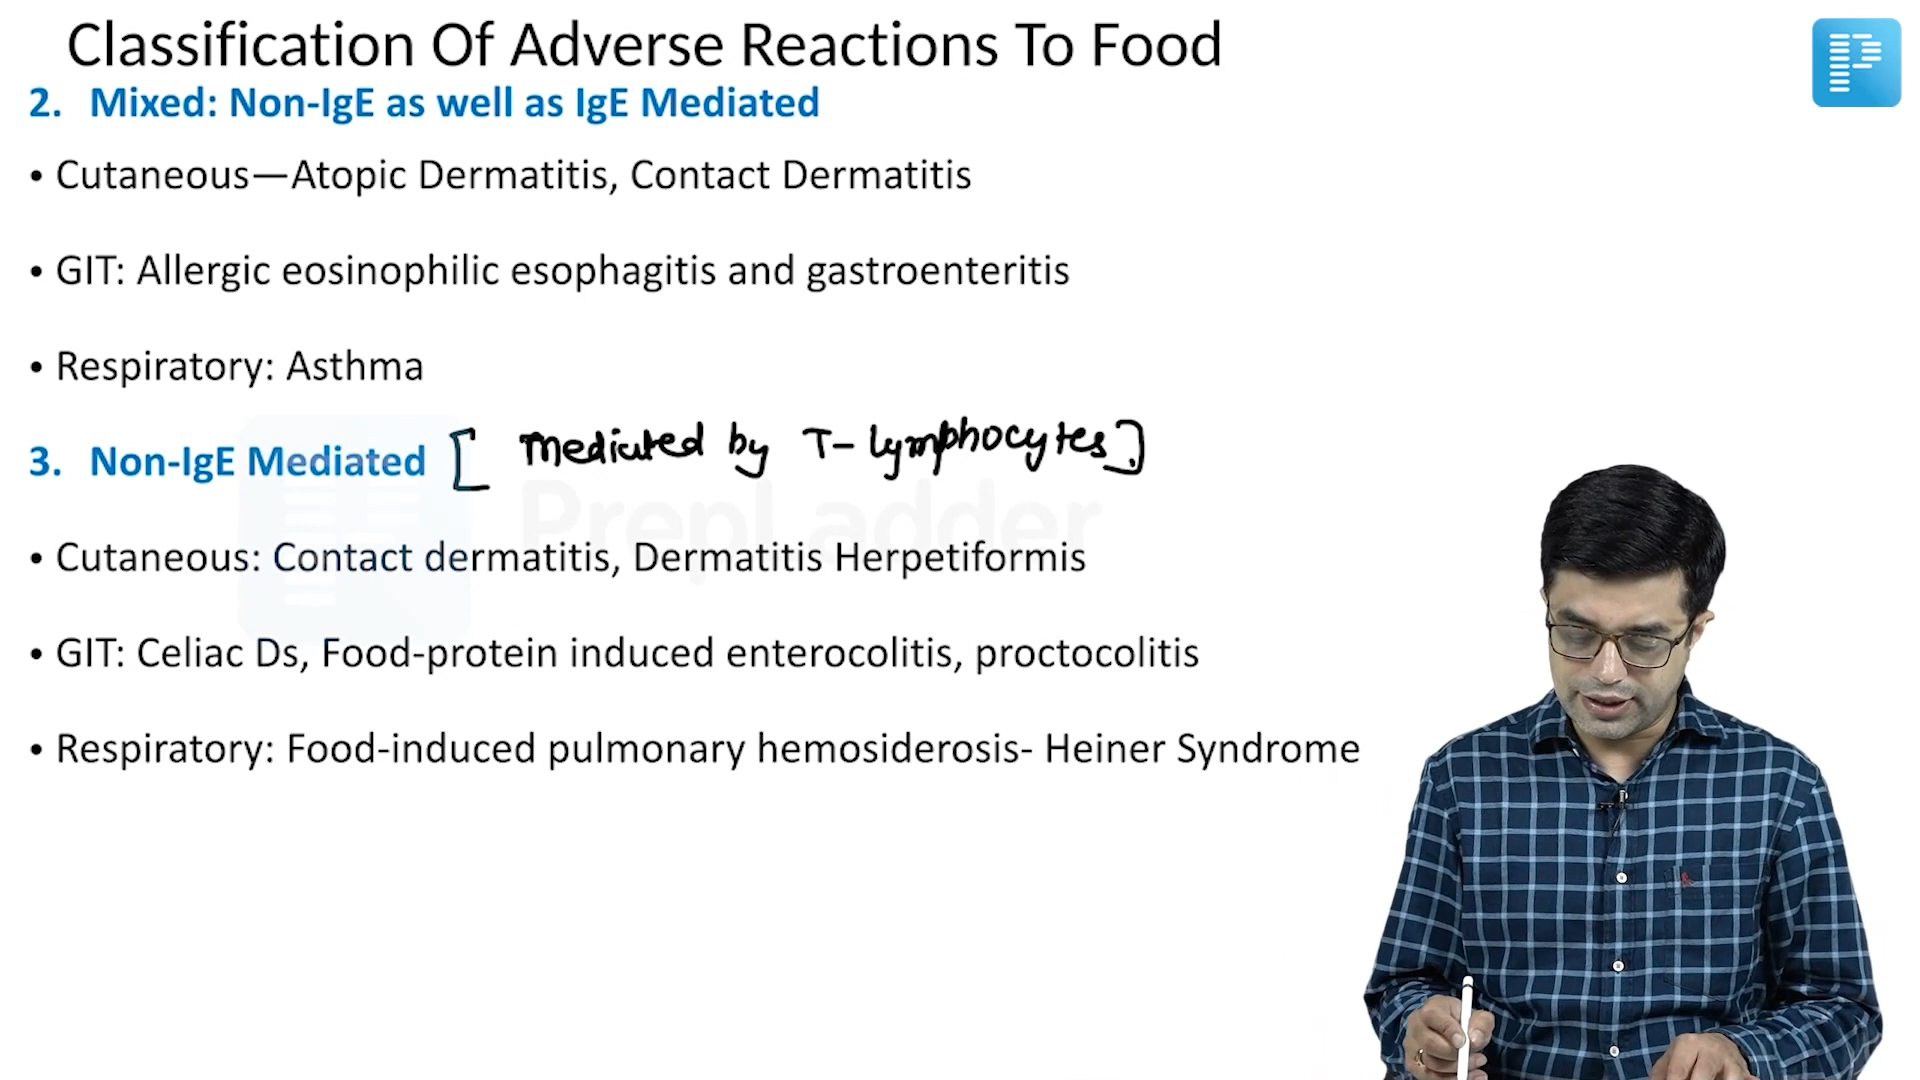 Classification Of Adverse Reactions To Food
2. Mixed: Non-IgE as well as IgE Mediated
• Cutaneous—Atopic Dermatitis, Contact Dermatitis
• GIT: Allergic eosinophilic esophagitis and gastroenteritis
• Respiratory: Asthma
3. Non-IgE Mediated [ Mediated by T-lymphocytes]
PrepLadder
• Cutaneous: Contact dermatitis, Dermatitis Herpetiformis
• GIT: Celiac Ds, Food-protein induced enterocolitis, proctocolitis
• Respiratory: Food-induced pulmonary hemosiderosis- Heiner Syndrome